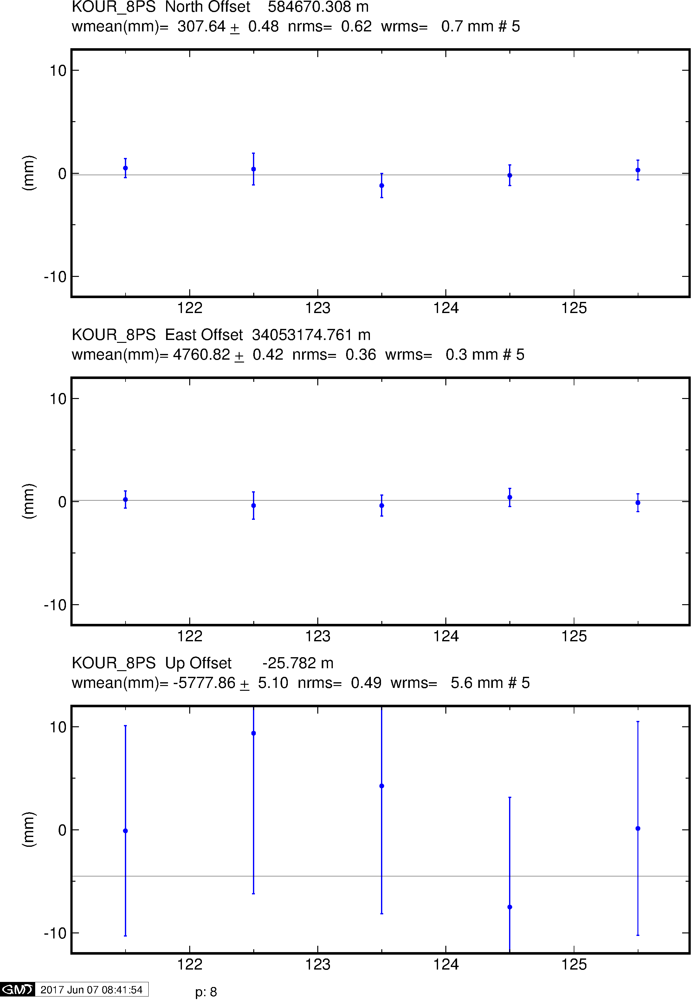 KOUR_8PS North Offset 584670.308 m
wmean(mm)= 307.64 ± 0.48 nrms= 0.62 wrms= 0.7 mm # 5
10
0
-10
(mm)
122 123 124 125
KOUR_8PS East Offset 34053174.761 m
wmean(mm)= 4760.82 ± 0.42 nrms= 0.36 wrms= 0.3 mm # 5
10
0
-10
(mm)
122 123 124 125
KOUR_8PS Up Offset -25.782 m
wmean(mm)= -5777.86 ± 5.10 nrms= 0.49 wrms= 5.6 mm # 5
10
0
-10
(mm)
122 123 124 125
GMT 2017 Jun 07 08:41:54 p: 8